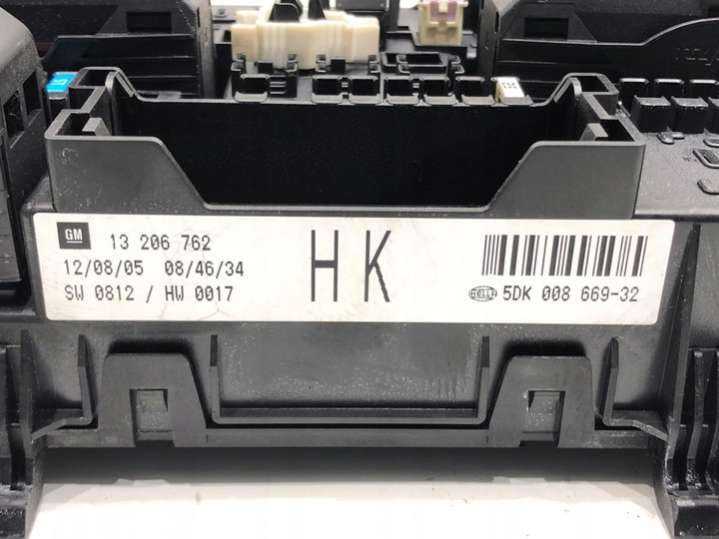 GM 13 206 762
12/08/05 08/46/34
SW 0812 / HW 0017
HK
HELLA 5DK 008 669-32